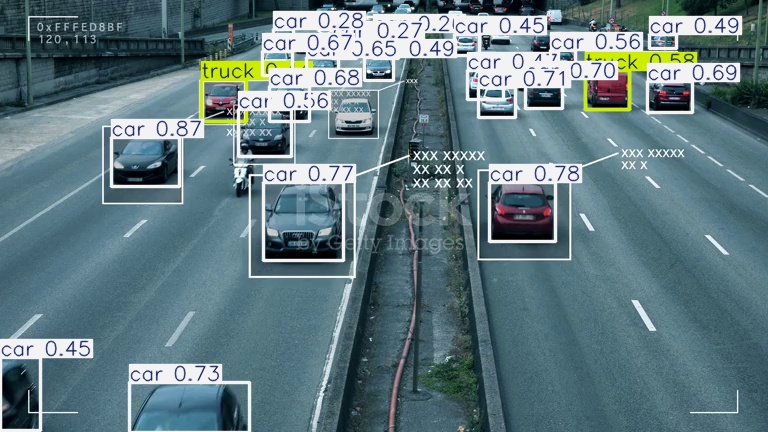 0xFFFED8BF
120,113
car 0.28
car 0.45
car 0.49
car 0.67
0.27
0.65
0.49
car 0.56
truck 0.58
car 0.68
car 0.71
0.70
car 0.69
truck
car 0.56
car 0.87
xxx xxxxx
xx xx x
xx xx xx
xxx xxxxx
xx x
car 0.77
car 0.78
iStock
by Getty Images
car 0.45
car 0.73